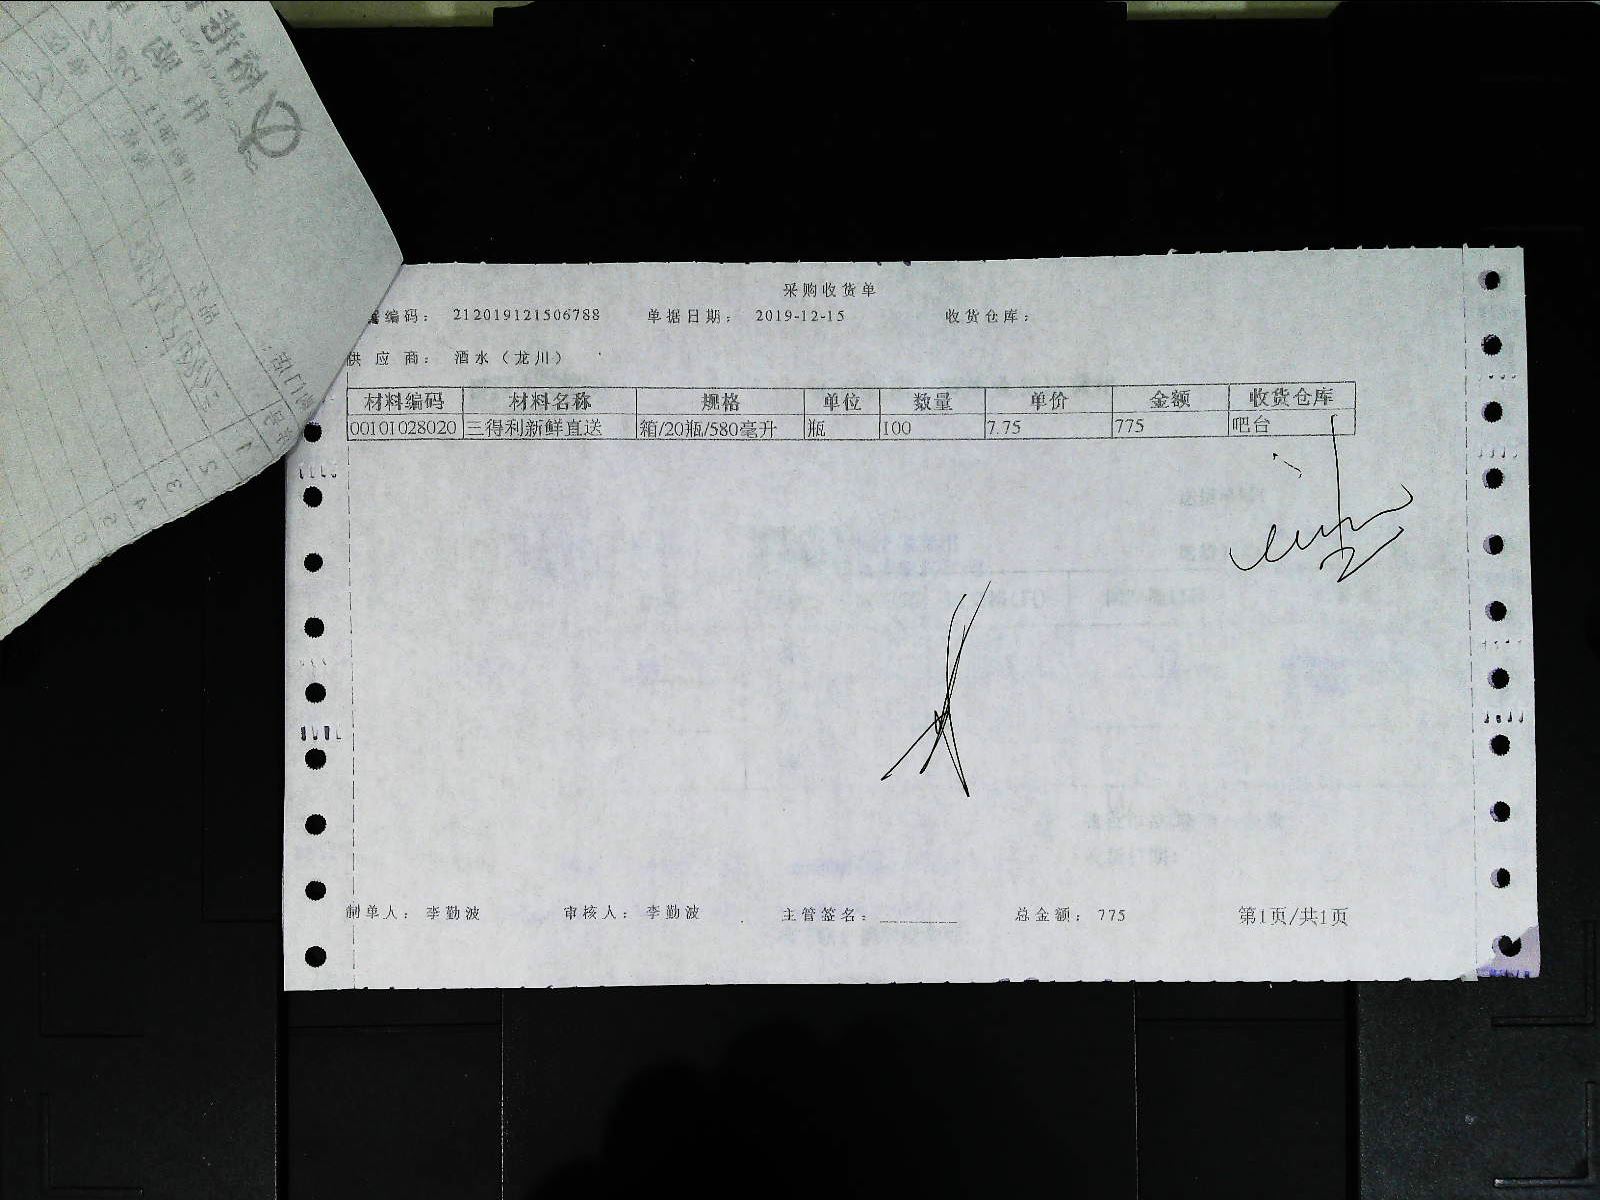 采购收货单
编码： 212019121506788 单据日期： 2019-12-15 收货仓库：
供 应 商： 酒水（龙川）
材料编码 材料名称 规格 单位 数量 单价 金额 收货仓库
00101028020 三得利新鲜直送 箱/20瓶/580毫升 瓶 100 7.75 775 吧台
制单人： 李勤波 审核人： 李勤波 主管签名：________ 总金额： 775 第1页/共1页